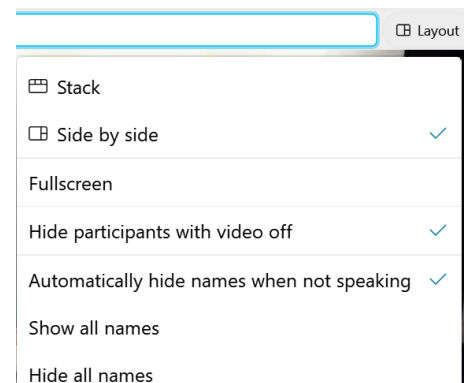 Layout
Stack
Side by side
Fullscreen
Hide participants with video off
Automatically hide names when not speaking
Show all names
Hide all names